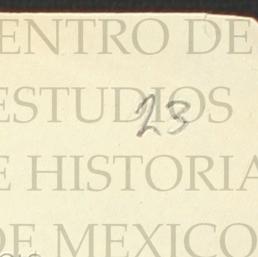 ENTRO DE
ESTUDIOS
23
E HISTORIA
DE MEXICO